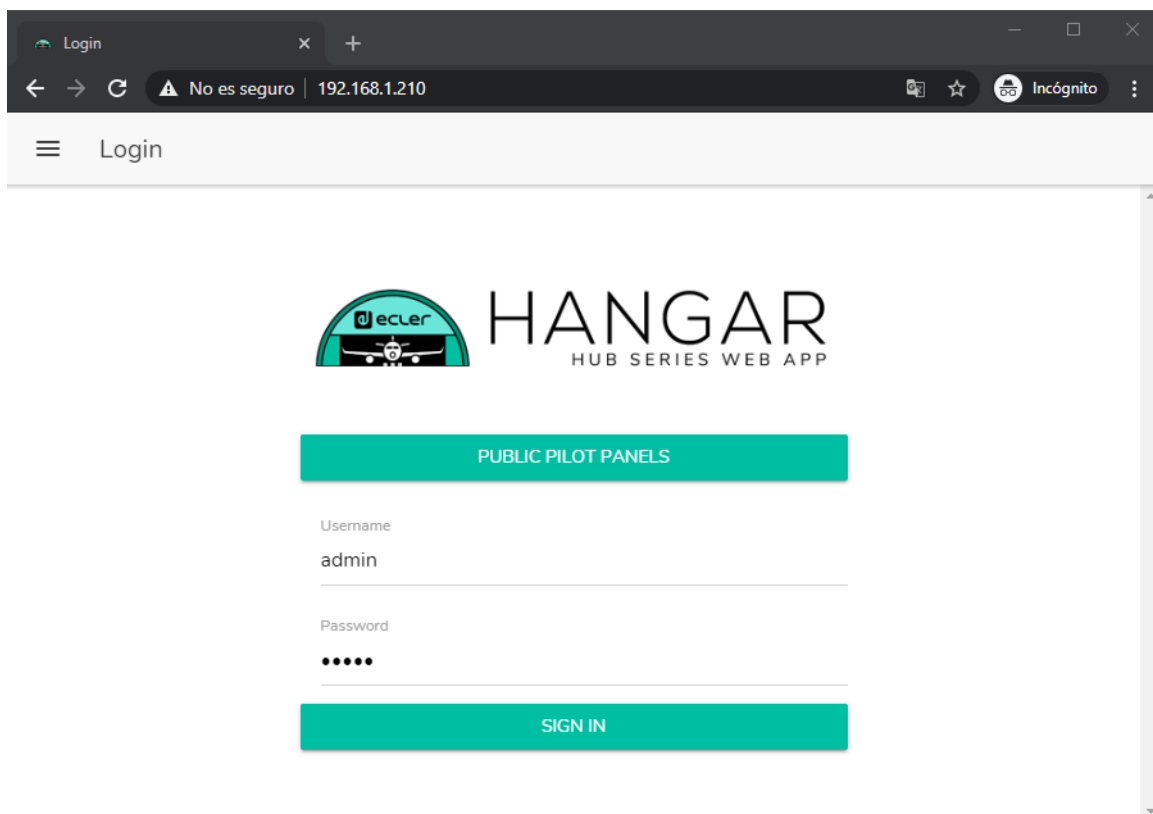 Login
No es seguro 192.168.1.210 Incógnito
Login
ecler HANGAR
HUB SERIES WEB APP
PUBLIC PILOT PANELS
Username
admin
Password
•••••
SIGN IN